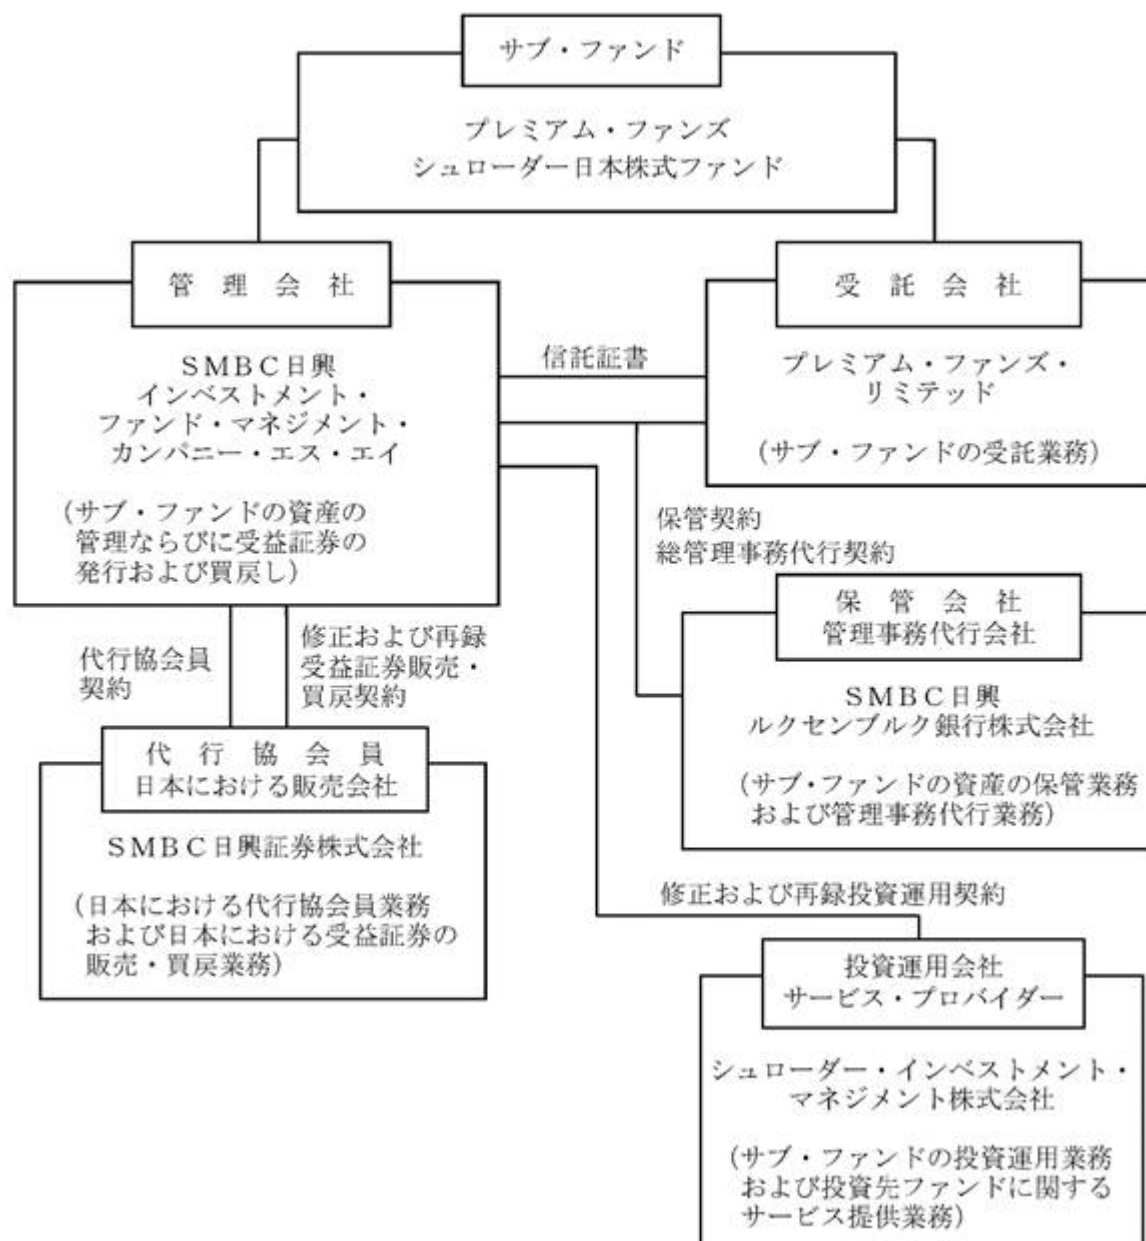 サブ・ファンド
プレミアム・ファンズ
シュローダー日本株式ファンド
管理会社
SMBC日興
インベストメント・
ファンド・マネジメント・
カンパニー・エス・エイ
(サブ・ファンドの資産の
管理ならびに受益証券の
発行および買戻し)
信託証書
受託会社
プレミアム・ファンズ・
リミテッド
(サブ・ファンドの受託業務)
保管契約
総管理事務代行契約
保管会社
管理事務代行会社
SMBC日興
ルクセンブルク銀行株式会社
(サブ・ファンドの資産の保管業務
および管理事務代行業務)
代行協会員
契約
修正および再録
受益証券販売・
買戻契約
代行協会員
日本における販売会社
SMBC日興証券株式会社
(日本における代行協会員業務
および日本における受益証券の
販売・買戻業務)
修正および再録投資運用契約
投資運用会社
サービス・プロバイダー
シュローダー・インベストメント・
マネジメント株式会社
(サブ・ファンドの投資運用業務
および投資先ファンドに関する
サービス提供業務)